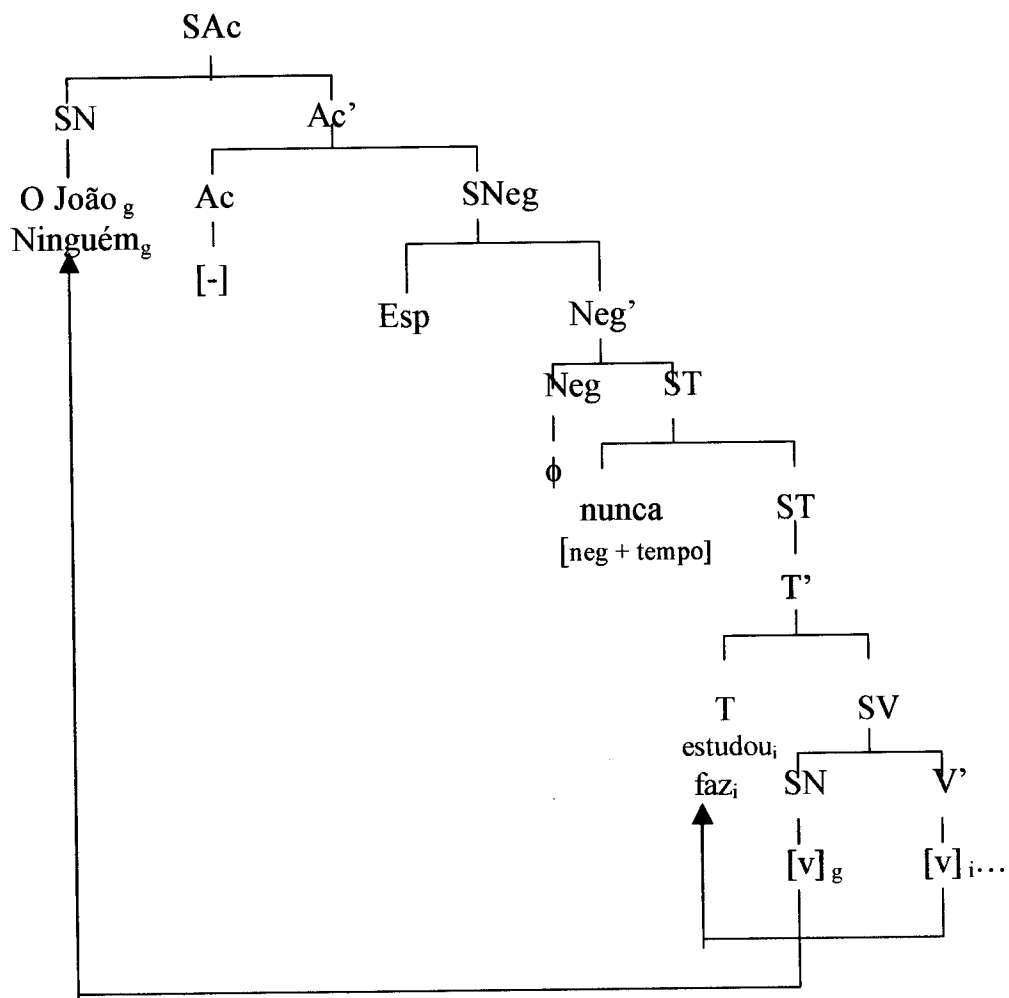 SAc
SN Ac’
O João g Ac SNeg
Ninguém g
[-]
Esp Neg’
Neg ST
ϕ
nunca ST
[neg + tempo]
T’
T SV
estudou i
faz i SN V’
[v] g [v] i…